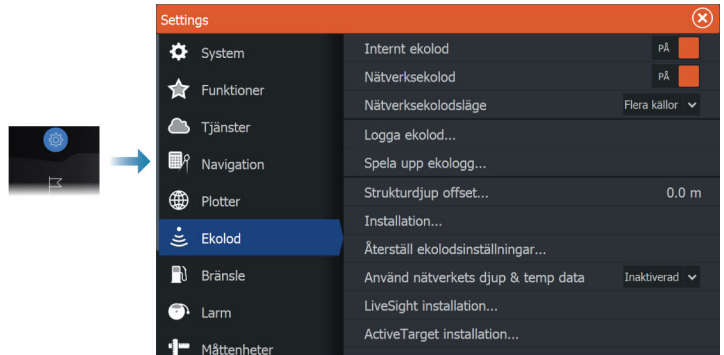 Settings
System
Funktioner
Tjänster
Navigation
Plotter
Ekolod
Bränsle
Larm
Måttenheter
Internt ekolod PÅ
Nätverksekolod PÅ
Nätverksekolodsläge Flera källor
Logga ekolod...
Spela upp ekologg...
Strukturdjup offset... 0.0 m
Installation...
Återställ ekolodsinställningar...
Använd nätverkets djup & temp data Inaktiverad
LiveSight installation...
ActiveTarget installation...